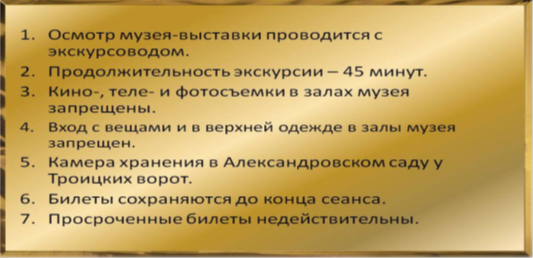 1. Осмотр музея-выставки проводится с
экскурсоводом.
2. Продолжительность экскурсии – 45 минут.
3. Кино-, теле- и фотосъемки в залах музея
запрещены.
4. Вход с вещами и в верхней одежде в залы музея
запрещен.
5. Камера хранения в Александровском саду у
Троицких ворот.
6. Билеты сохраняются до конца сеанса.
7. Просроченные билеты недействительны.